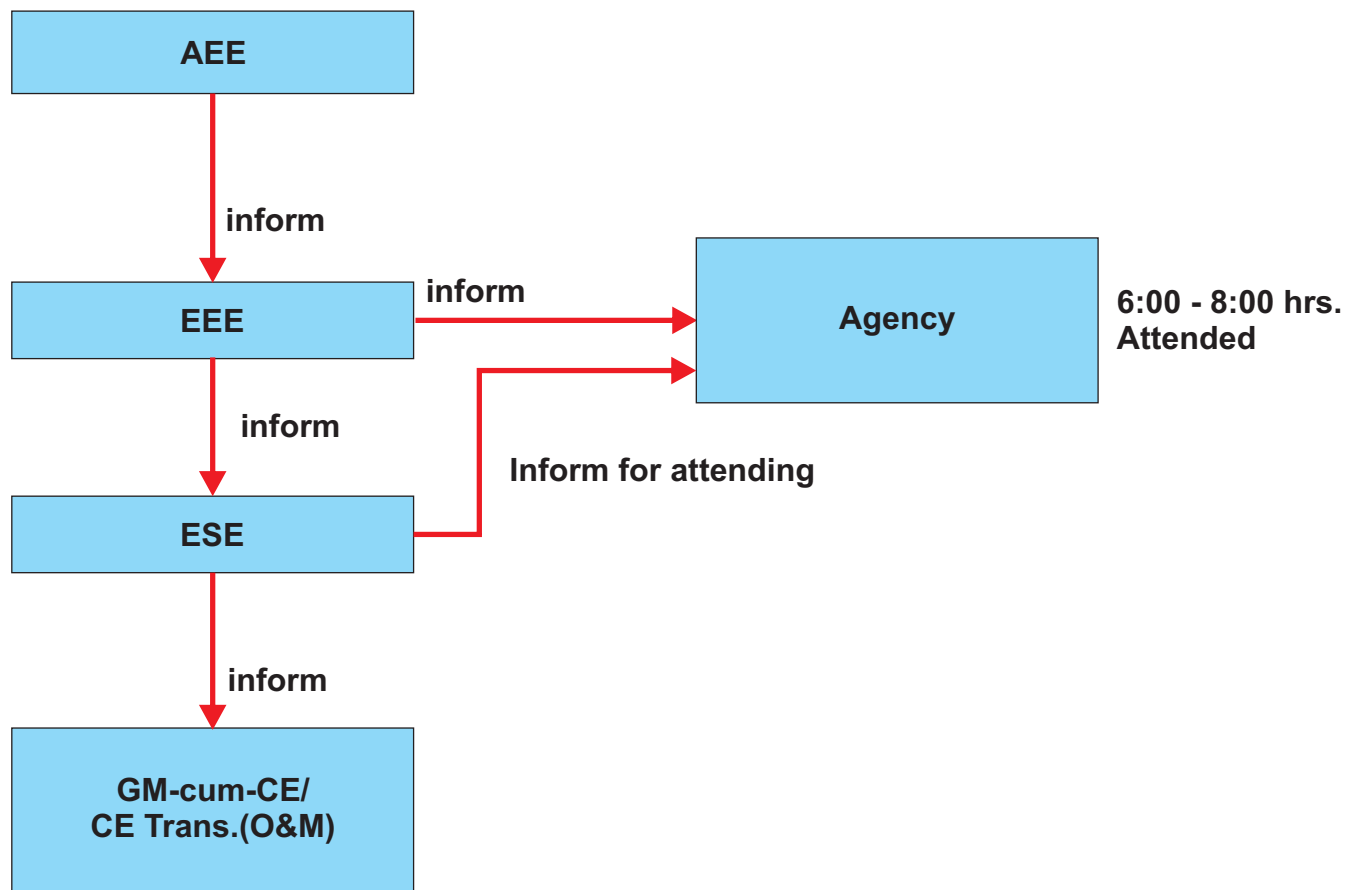 AEE
inform
EEE
inform
Agency
6:00 - 8:00 hrs.
Attended
inform
Inform for attending
ESE
inform
GM-cum-CE/
CE Trans.(O&M)